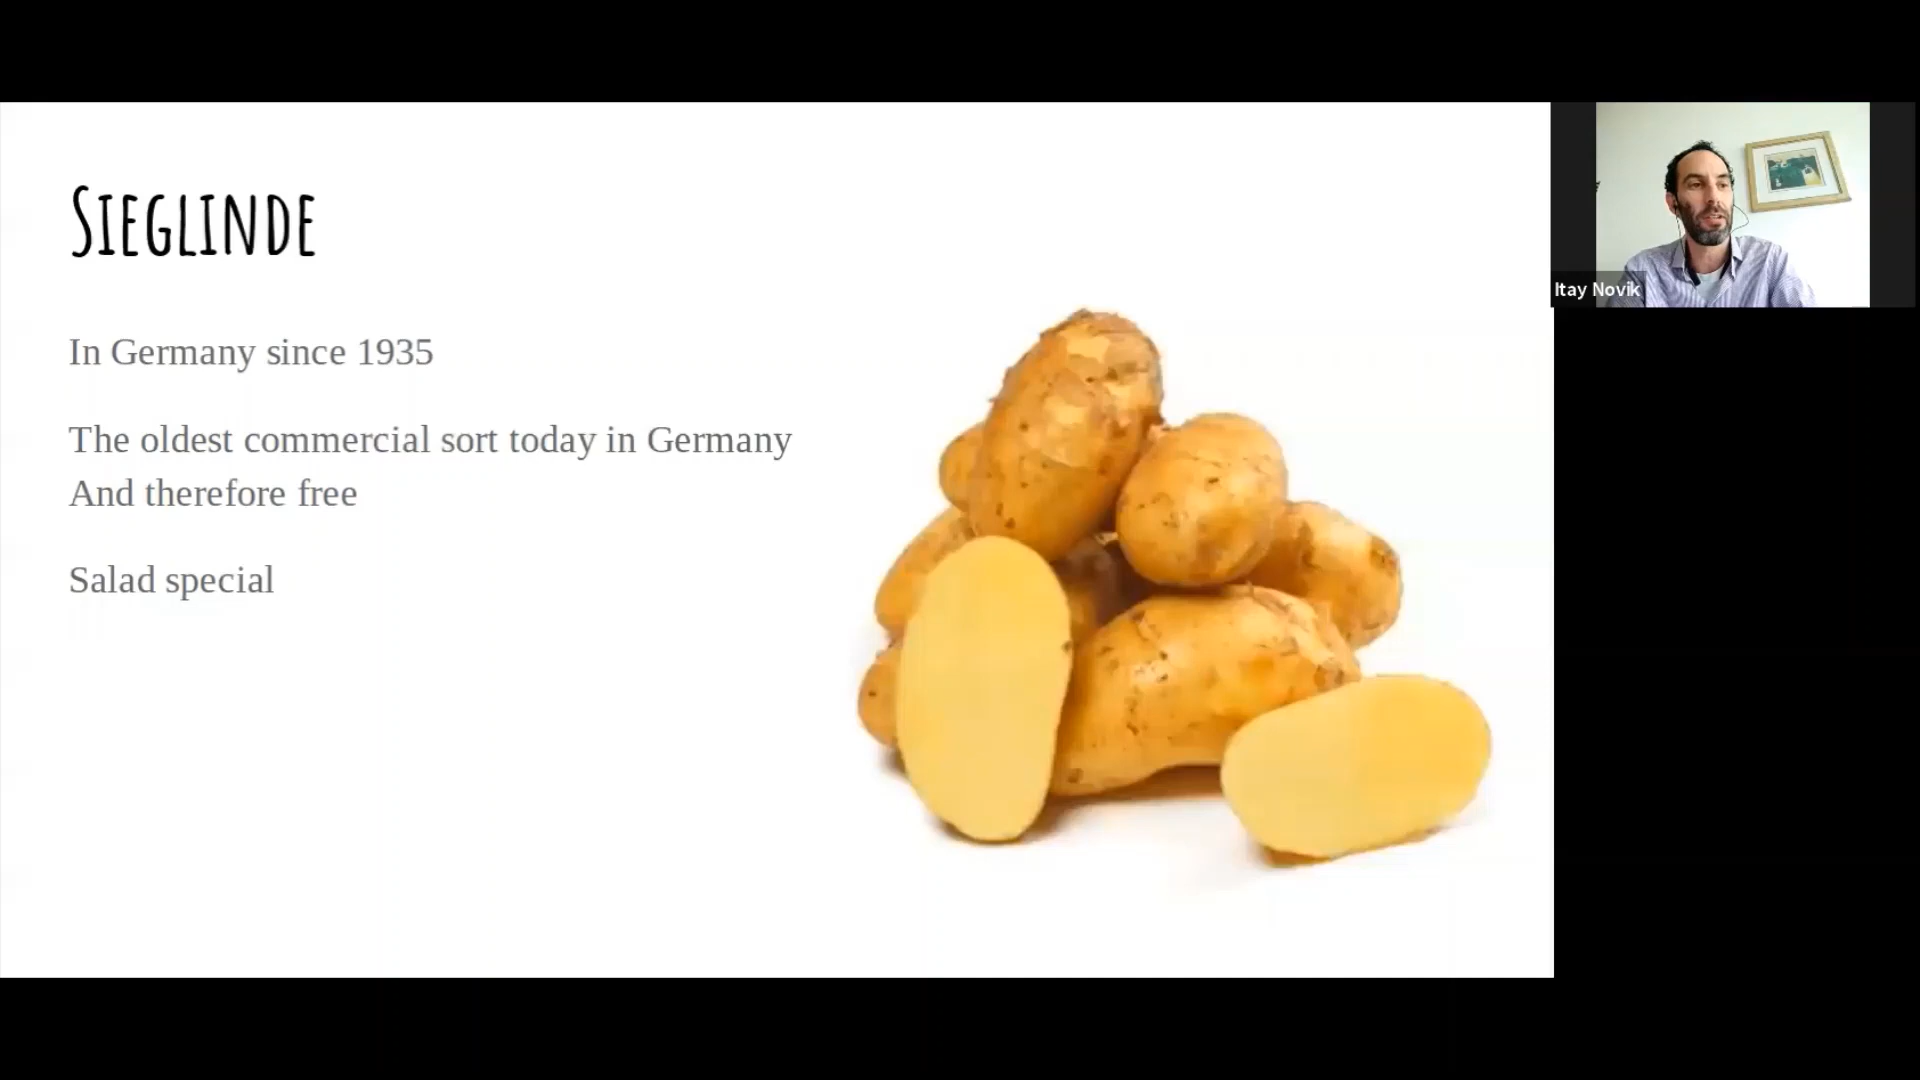 Sieglinde
In Germany since 1935
The oldest commercial sort today in Germany
And therefore free
Salad special
Itay Novik